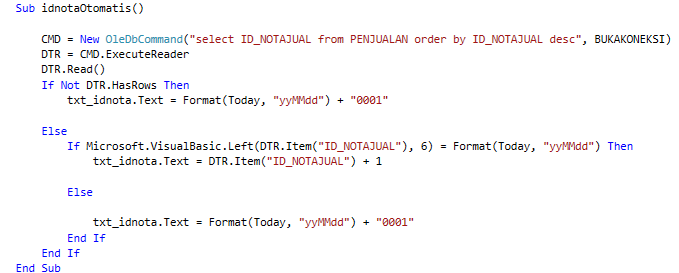 Sub idnotaOtomatis()
CMD = New OleDbCommand("select ID_NOTAJUAL from PENJUALAN order by ID_NOTAJUAL desc", BUKAKONEKSI)
DTR = CMD.ExecuteReader
DTR.Read()
If Not DTR.HasRows Then
txt_idnota.Text = Format(Today, "yyMMdd") + "0001"
Else
If Microsoft.VisualBasic.Left(DTR.Item("ID_NOTAJUAL"), 6) = Format(Today, "yyMMdd") Then
txt_idnota.Text = DTR.Item("ID_NOTAJUAL") + 1
Else
txt_idnota.Text = Format(Today, "yyMMdd") + "0001"
End If
End If
End Sub